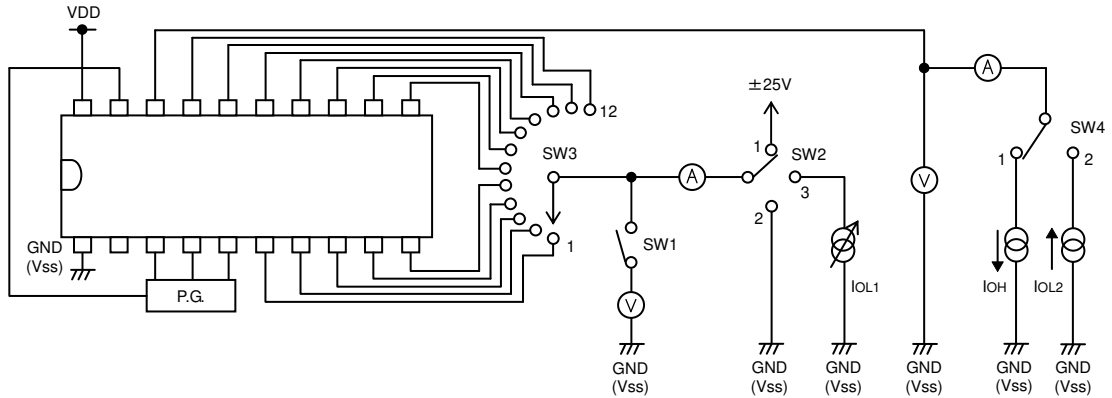 VDD
±25V
12
SW3
1
SW2
3
2
SW1
1
SW4
2
A
A
V
V
GND
(Vss)
P.G.
IOL1
IOH
IOL2
GND
(Vss)
GND
(Vss)
GND
(Vss)
GND
(Vss)
GND
(Vss)
GND
(Vss)